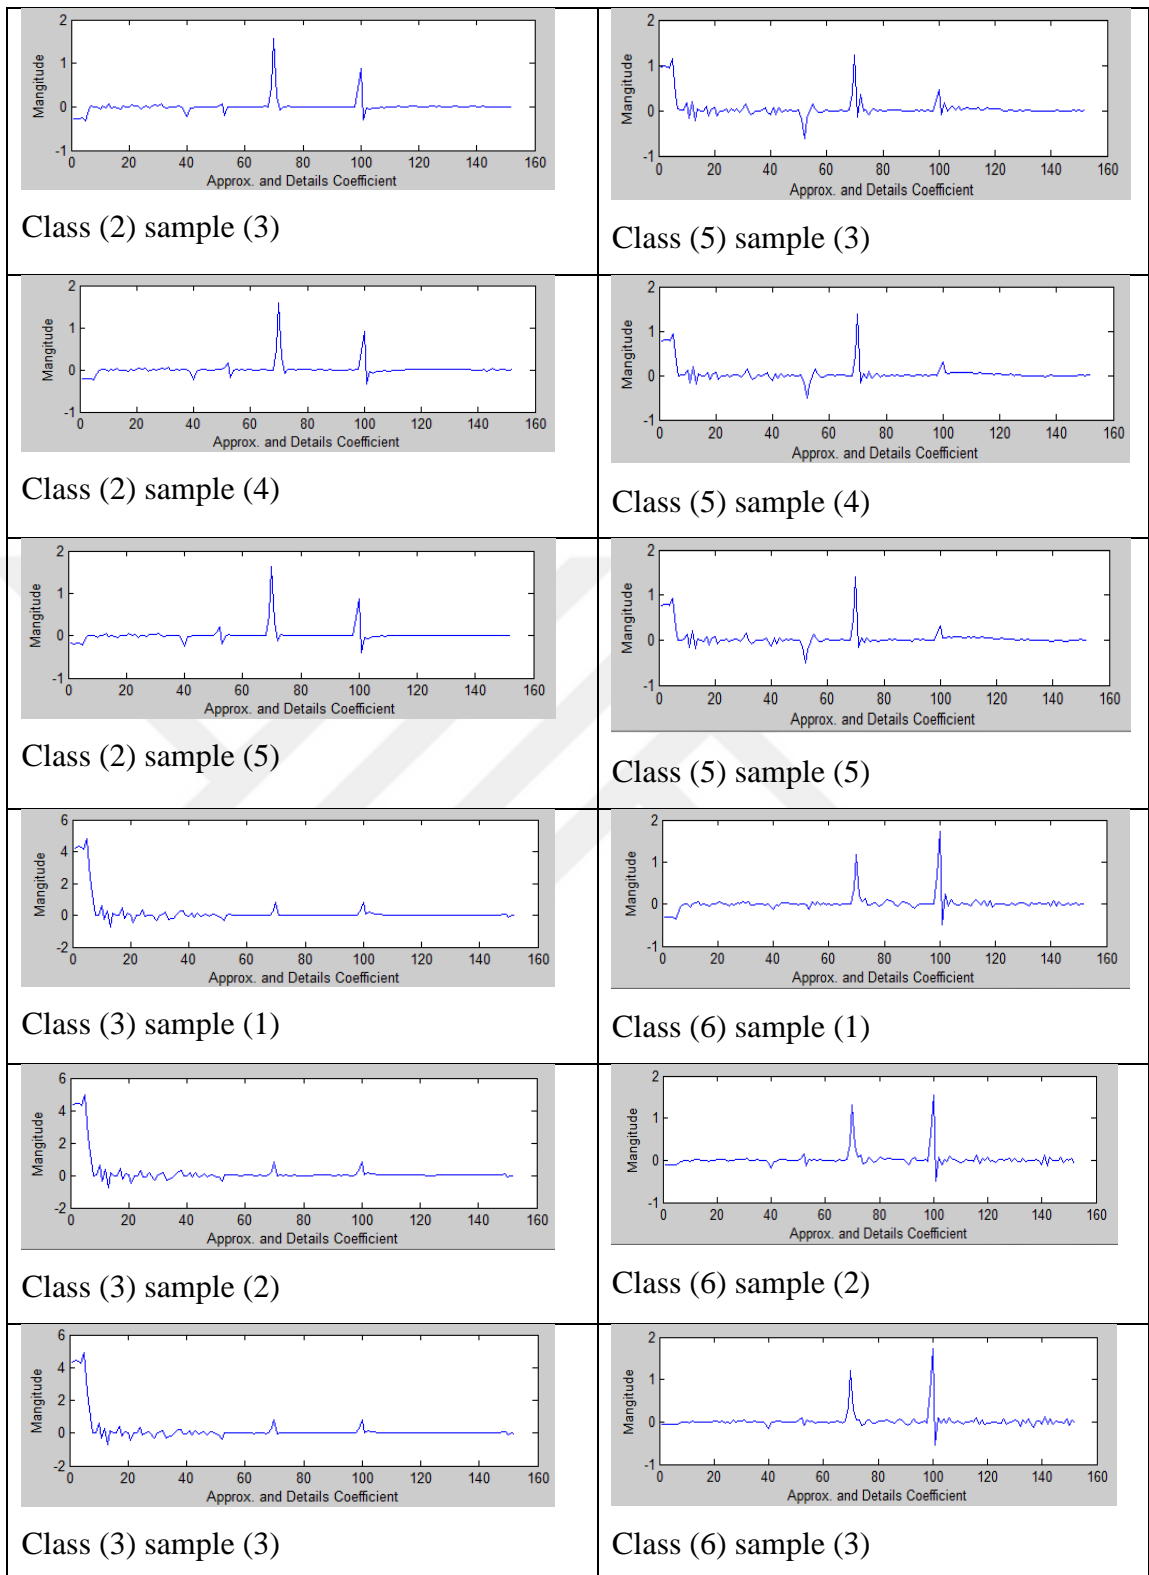 2
1
0
-1
Mangitude
0 20 40 60 80 100 120 140 160
Approx. and Details Coefficient
Class (2) sample (3)
2
1
0
-1
Mangitude
0 20 40 60 80 100 120 140 160
Approx. and Details Coefficient
Class (5) sample (3)
2
1
0
-1
Mangitude
0 20 40 60 80 100 120 140 160
Approx. and Details Coefficient
Class (2) sample (4)
2
1
0
-1
Mangitude
0 20 40 60 80 100 120 140 160
Approx. and Details Coefficient
Class (5) sample (4)
2
1
0
-1
Mangitude
0 20 40 60 80 100 120 140 160
Approx. and Details Coefficient
Class (2) sample (5)
2
1
0
-1
Mangitude
0 20 40 60 80 100 120 140 160
Approx. and Details Coefficient
Class (5) sample (5)
6
4
2
0
-2
Mangitude
0 20 40 60 80 100 120 140 160
Approx. and Details Coefficient
Class (3) sample (1)
2
1
0
-1
Mangitude
0 20 40 60 80 100 120 140 160
Approx. and Details Coefficient
Class (6) sample (1)
6
4
2
0
-2
Mangitude
0 20 40 60 80 100 120 140 160
Approx. and Details Coefficient
Class (3) sample (2)
2
1
0
-1
Mangitude
0 20 40 60 80 100 120 140 160
Approx. and Details Coefficient
Class (6) sample (2)
6
4
2
0
-2
Mangitude
0 20 40 60 80 100 120 140 160
Approx. and Details Coefficient
Class (3) sample (3)
2
1
0
-1
Mangitude
0 20 40 60 80 100 120 140 160
Approx. and Details Coefficient
Class (6) sample (3)